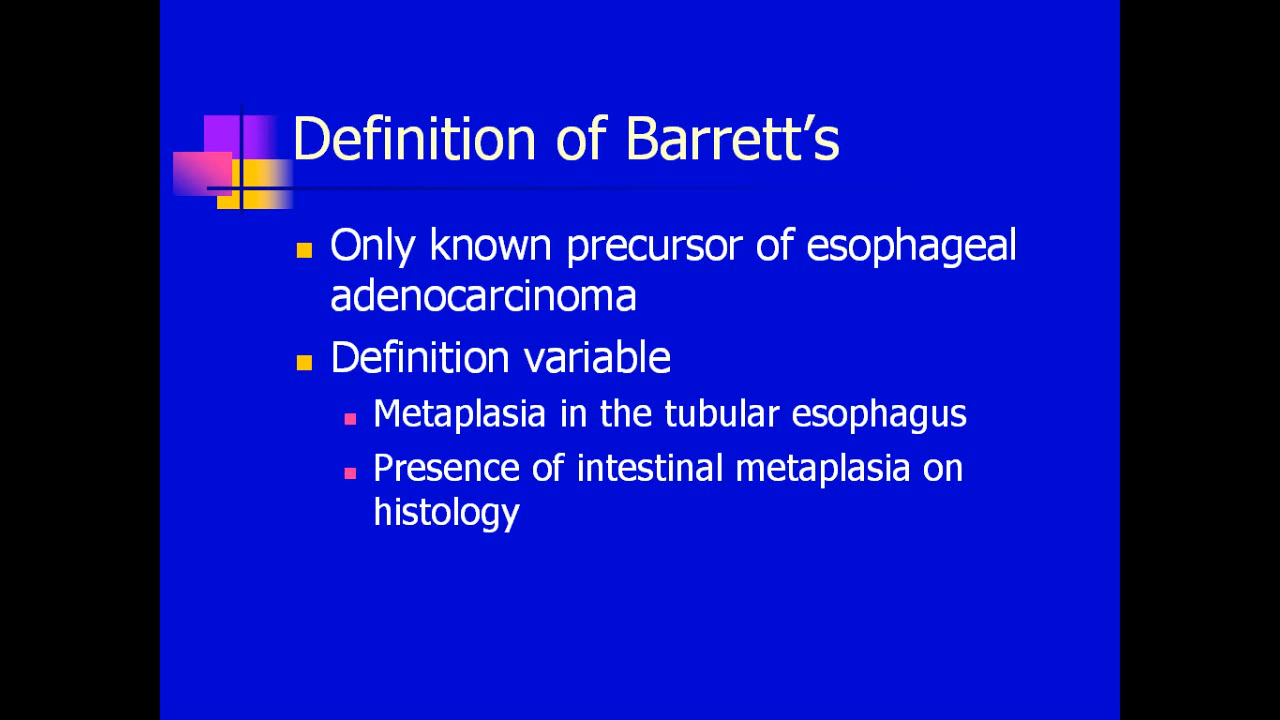 Definition of Barrett’s
Only known precursor of esophageal
adenocarcinoma
Definition variable
Metaplasia in the tubular esophagus
Presence of intestinal metaplasia on
histology